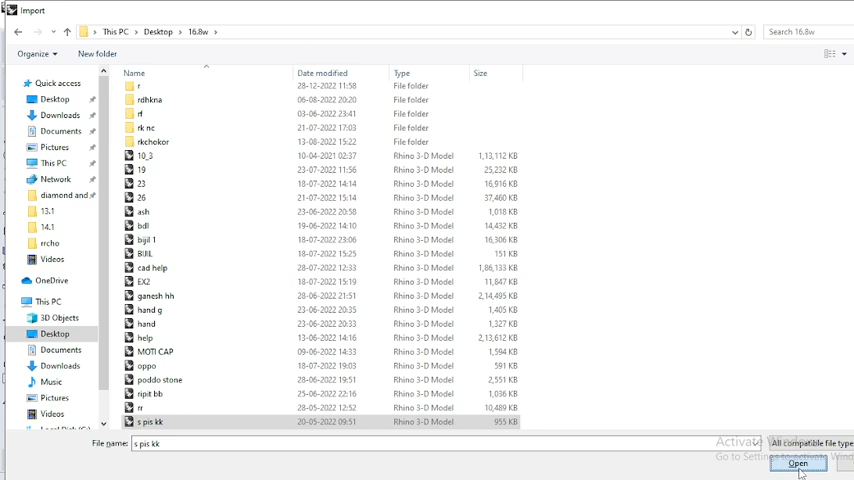 Import
This PC > Desktop > 16.8w >
Search 16.8w
Organize
New folder
Name Date modified Type Size
r 28-12-2022 11:58 File folder
rdhkna 06-08-2022 20:20 File folder
rf 03-06-2022 23:41 File folder
rk nc 21-07-2022 17:03 File folder
rkchokor 13-08-2022 15:22 File folder
10_3 10-04-2021 02:37 Rhino 3-D Model 1,13,112 KB
19 23-07-2022 11:56 Rhino 3-D Model 25,232 KB
23 18-07-2022 14:14 Rhino 3-D Model 16,916 KB
26 21-07-2022 15:14 Rhino 3-D Model 37,460 KB
ash 23-06-2022 20:58 Rhino 3-D Model 1,018 KB
bdl 19-06-2022 14:10 Rhino 3-D Model 14,432 KB
bijil 1 18-07-2022 23:06 Rhino 3-D Model 16,306 KB
BIJIL 18-07-2022 15:25 Rhino 3-D Model 151 KB
cad help 28-07-2022 12:33 Rhino 3-D Model 1,86,133 KB
EX2 18-07-2022 15:19 Rhino 3-D Model 11,847 KB
ganesh hh 28-06-2022 21:51 Rhino 3-D Model 2,14,495 KB
hand g 23-06-2022 20:35 Rhino 3-D Model 1,405 KB
hand 23-06-2022 20:33 Rhino 3-D Model 1,327 KB
help 13-06-2022 14:16 Rhino 3-D Model 2,13,612 KB
MOTI CAP 09-06-2022 14:33 Rhino 3-D Model 1,594 KB
oppo 18-07-2022 19:03 Rhino 3-D Model 591 KB
poddo stone 28-06-2022 19:51 Rhino 3-D Model 2,551 KB
ripit bb 25-06-2022 22:16 Rhino 3-D Model 1,036 KB
rr 28-05-2022 12:52 Rhino 3-D Model 10,489 KB
s pis kk 20-05-2022 09:51 Rhino 3-D Model 955 KB
Quick access
Desktop
Downloads
Documents
Pictures
This PC
Network
diamond and
13.1
14.1
rrcho
Videos
OneDrive
This PC
3D Objects
Desktop
Documents
Downloads
Music
Pictures
Videos
File name: s pis kk
All compatible file type
Activate Windows
Go to Settings to activate Wind
Open